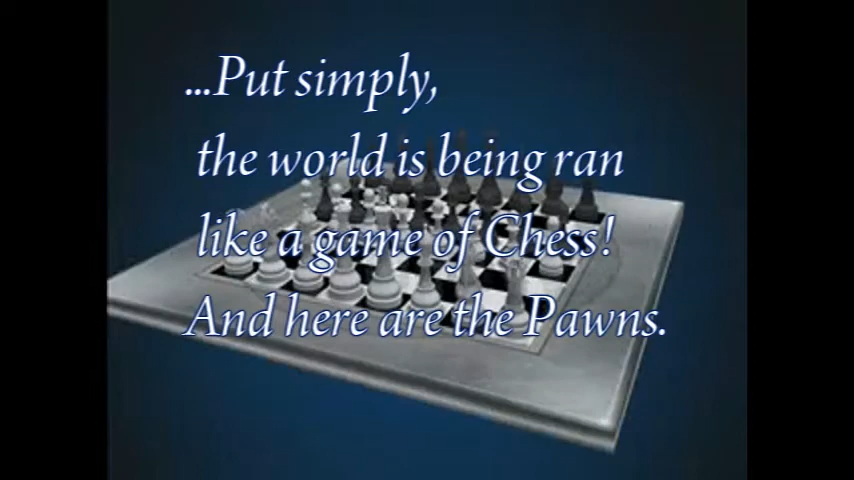 ...Put simply,
the world is being ran
like a game of Chess!
And here are the Pawns.